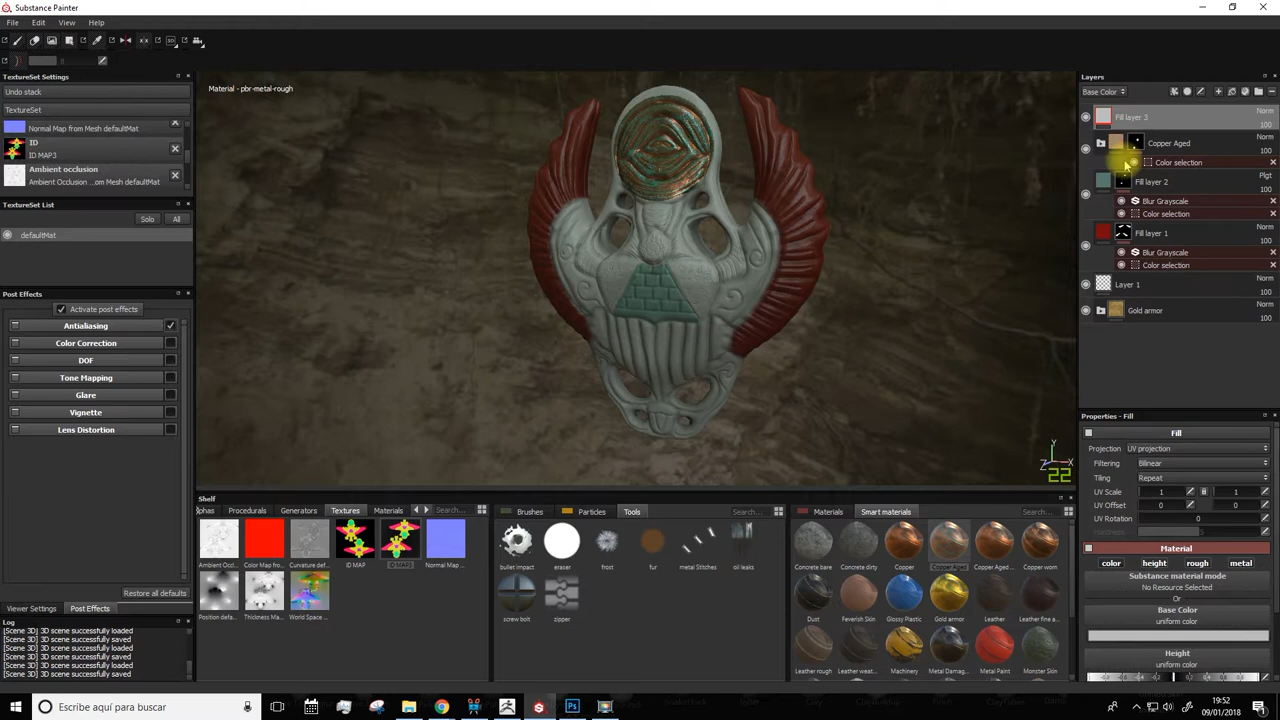 Substance Painter
File Edit View Help
TextureSet Settings
Undo stack
TextureSet
Normal Map from Mesh defaultMat
ID
ID MAP3
Ambient occlusion
Ambient Occlusion ...om Mesh defaultMat
TextureSet List
Solo All
defaultMat
Post Effects
Activate post effects
Antialiasing
Color Correction
DOF
Tone Mapping
Glare
Vignette
Lens Distortion
Restore all defaults
Viewer Settings Post Effects
Log
[Scene 3D] 3D scene successfully loaded
[Scene 3D] 3D scene successfully saved
[Scene 3D] 3D scene successfully loaded
[Scene 3D] 3D scene successfully saved
[Scene 3D] 3D scene successfully saved
Material - pbr-metal-rough
Y
Z X
22
Shelf
Procedurals Generators Textures Materials Search...
Ambient Occl... Color Map fro... Curvature def... ID MAP ID MAP3 Normal Map ...
Position defa... Thickness Ma... World Space ...
Brushes Particles Tools Search...
bullet impact eraser frost fur metal Stitches oil leaks
screw bolt zipper
Materials Smart materials Search...
Concrete bare Concrete dirty Copper Copper Aged Copper Aged... Copper worn
Dust Feverish Skin Glossy Plastic Gold armor Leather Leather fine a...
Leather rough Leather weat... Machinery Metal Damag... Metal Paint Monster Skin
Layers
Base Color
Fill layer 3 Norm 100
Copper Aged Norm 100
Color selection
Fill layer 2 Plgt 100
Blur Grayscale
Color selection
Fill layer 1 Norm 100
Blur Grayscale
Color selection
Layer 1 Norm 100
Gold armor Norm 100
Properties - Fill
Fill
Projection UV projection
Filtering Bilinear
Tiling Repeat
UV Scale 1 1
UV Offset 0 0
UV Rotation 0
Material
color height rough metal
Substance material mode
No Resource Selected
Or
Base Color
uniform color
Height
uniform color
Escribe aquí para buscar
19:52
09/01/2018